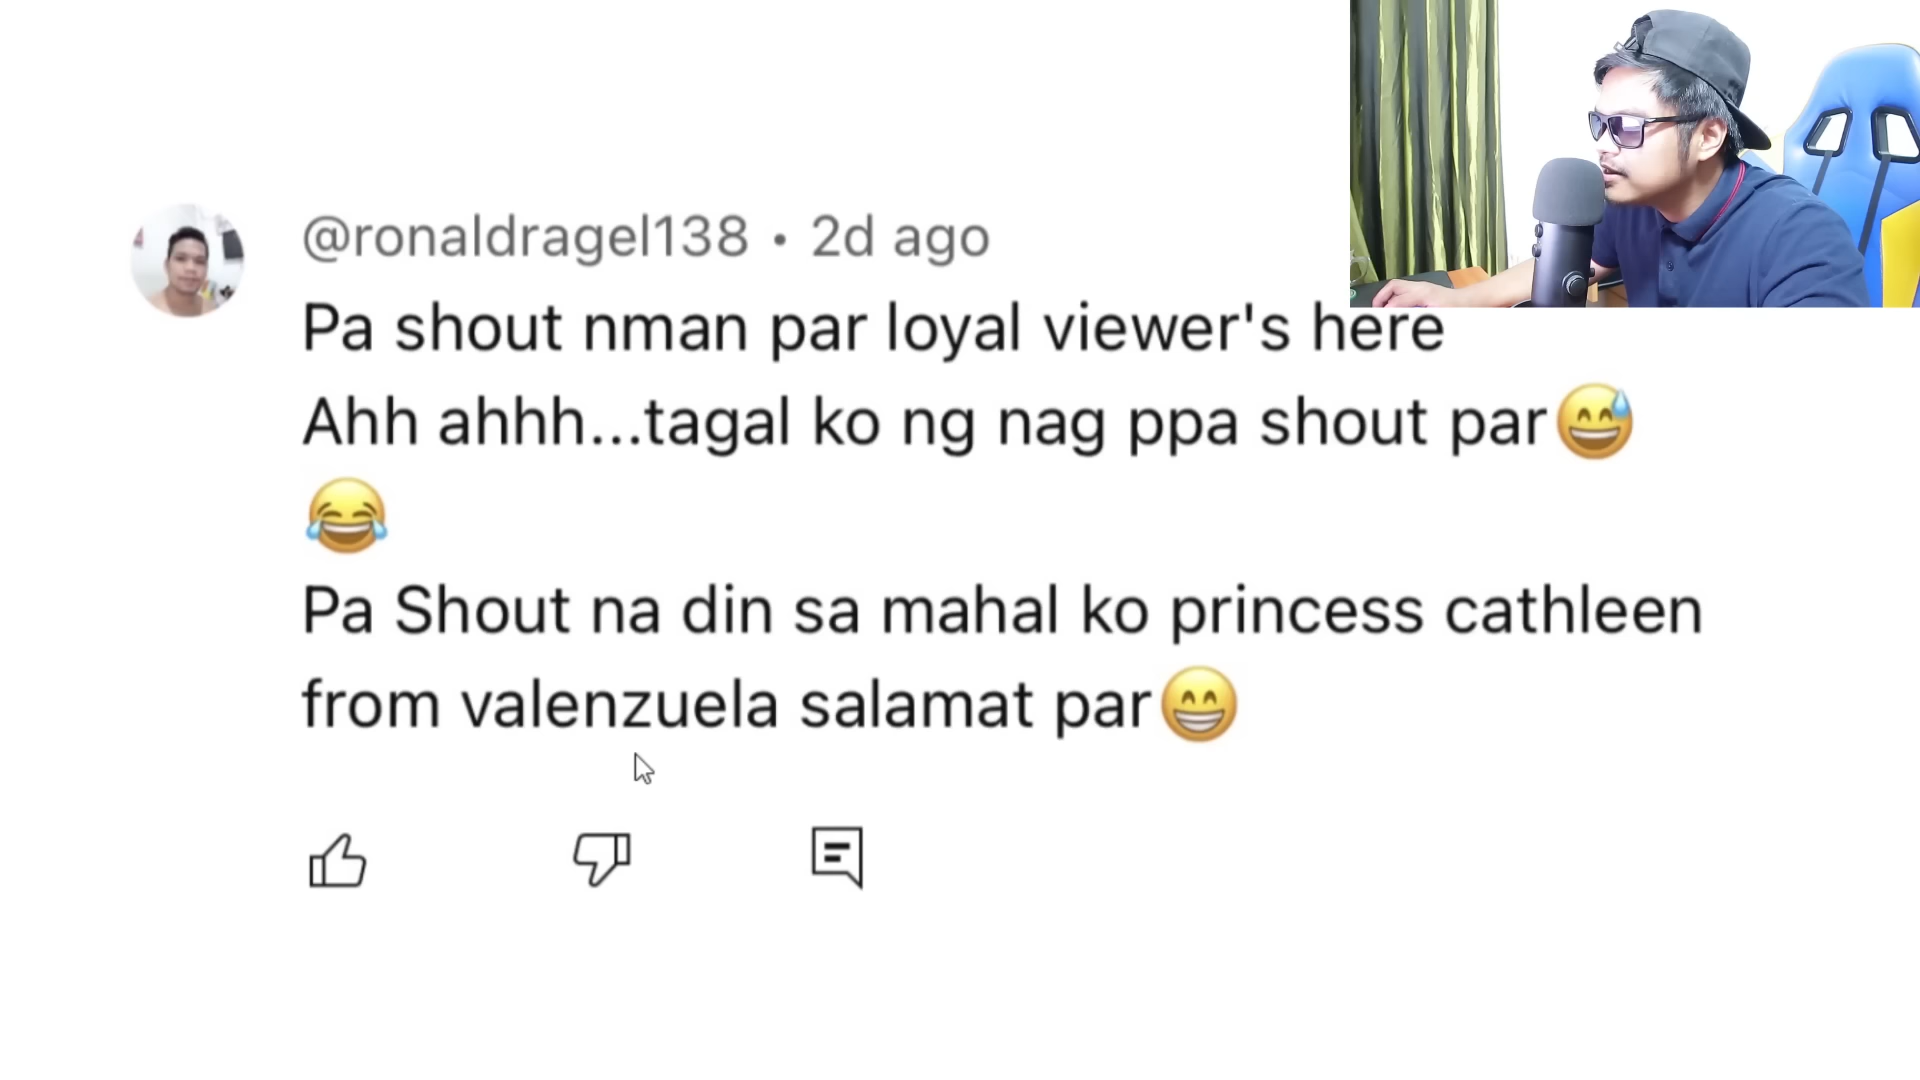 @ronaldragel138 • 2d ago
Pa shout nman par loyal viewer's here
Ahh ahhh...tagal ko ng nag ppa shout par😅
😂
Pa Shout na din sa mahal ko princess cathleen
from valenzuela salamat par😁